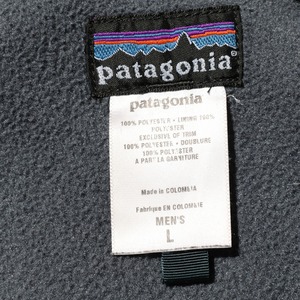 patagonia
patagonia
100% POLYESTER • LINING 100%
POLYESTER
EXCLUSIVE OF TRIM
100% POLYESTER • DOUBLURE
100% POLYESTER
A PART LA GARNITURE
Made in COLOMBIA
Fabriqué EN COLOMBIE
MEN'S
L